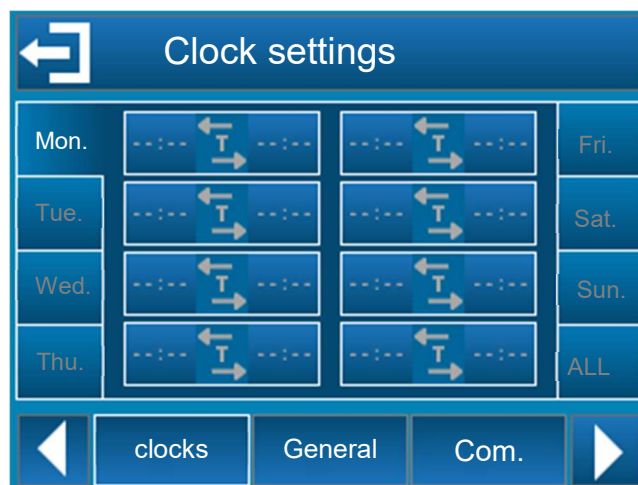 Clock settings
Mon. --:-- T --:-- --:-- T --:-- Fri.
Tue. --:-- T --:-- --:-- T --:-- Sat.
Wed. --:-- T --:-- --:-- T --:-- Sun.
Thu. --:-- T --:-- --:-- T --:-- ALL
clocks General Com.